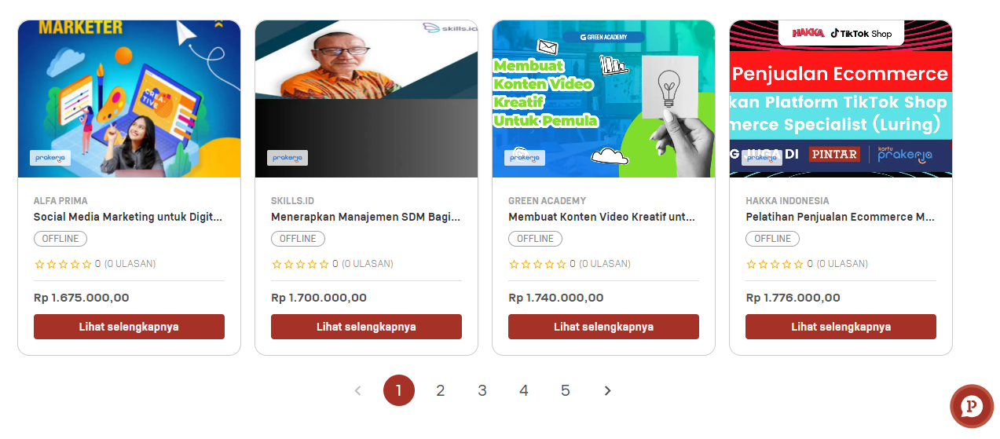 MARKETER
CREA-
TIVE
prakerja
ALFA PRIMA
Social Media Marketing untuk Digit...
OFFLINE
0 (0 ULASAN)
Rp 1.675.000,00
Lihat selengkapnya
skills.id
prakerja
SKILLS.ID
Menerapkan Manajemen SDM Bagi...
OFFLINE
0 (0 ULASAN)
Rp 1.700.000,00
Lihat selengkapnya
G GREEN ACADEMY
Membuat
Konten Video
Kreatif
Untuk Pemula
prakerja
GREEN ACADEMY
Membuat Konten Video Kreatif unt...
OFFLINE
0 (0 ULASAN)
Rp 1.740.000,00
Lihat selengkapnya
HAKKA TikTok Shop
Penjualan Ecommerce
kan Platform TikTok Shop
merce Specialist (Luring)
G JUGA DI PINTAR kartu prakerja
prakerja
HAKKA INDONESIA
Pelatihan Penjualan Ecommerce M...
OFFLINE
0 (0 ULASAN)
Rp 1.776.000,00
Lihat selengkapnya
1 2 3 4 5
P